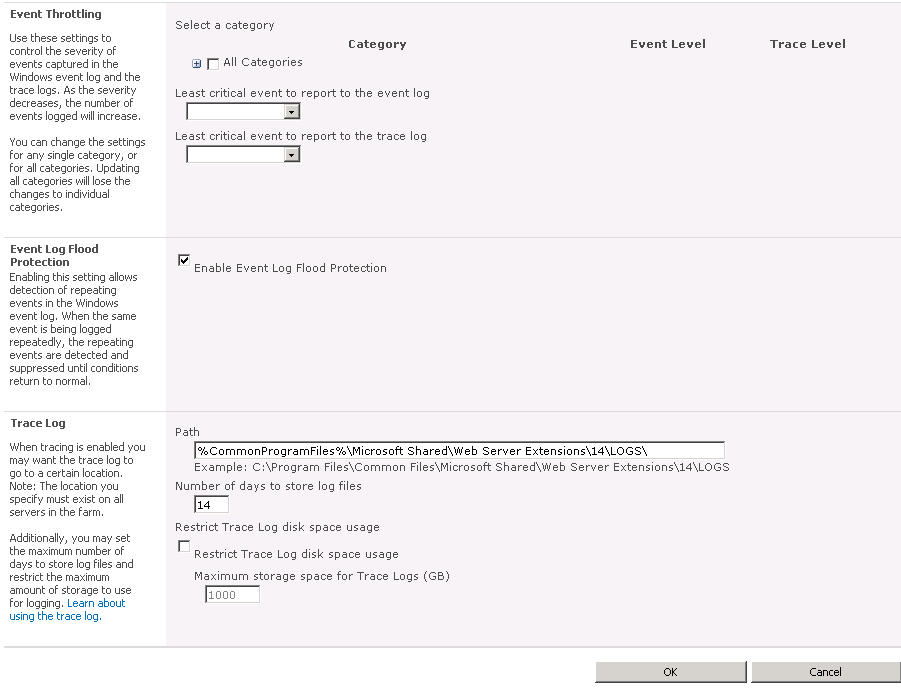 Event Throttling
Use these settings to
control the severity of
events captured in the
Windows event log and the
trace logs. As the severity
decreases, the number of
events logged will increase.
You can change the settings
for any single category, or
for all categories. Updating
all categories will lose the
changes to individual
categories.
Select a category
Category Event Level Trace Level
All Categories
Least critical event to report to the event log
Least critical event to report to the trace log
Event Log Flood
Protection
Enabling this setting allows
detection of repeating
events in the Windows
event log. When the same
event is being logged
repeatedly, the repeating
events are detected and
suppressed until conditions
return to normal.
Enable Event Log Flood Protection
Trace Log
When tracing is enabled you
may want the trace log to
go to a certain location.
Note: The location you
specify must exist on all
servers in the farm.
Additionally, you may set
the maximum number of
days to store log files and
restrict the maximum
amount of storage to use
for logging. Learn about
using the trace log.
Path
%CommonProgramFiles%\Microsoft Shared\Web Server Extensions\14\LOGS\
Example: C:\Program Files\Common Files\Microsoft Shared\Web Server Extensions\14\LOGS
Number of days to store log files
14
Restrict Trace Log disk space usage
Restrict Trace Log disk space usage
Maximum storage space for Trace Logs (GB)
1000
OK Cancel